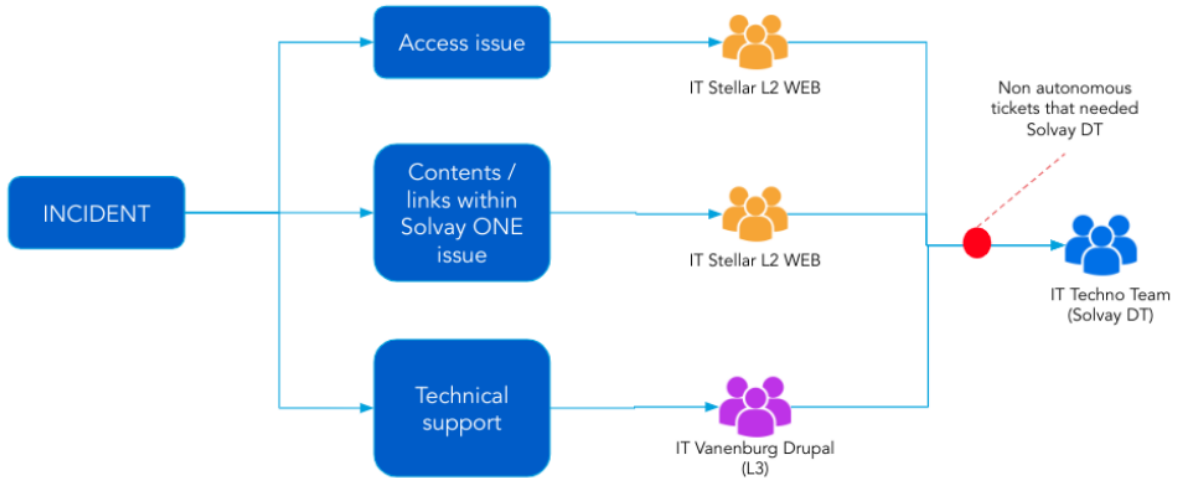 INCIDENT
Access issue
IT Stellar L2 WEB
Contents /
links within
Solvay ONE
issue
IT Stellar L2 WEB
Technical
support
IT Vanenburg Drupal
(L3)
Non autonomous
tickets that needed
Solvay DT
IT Techno Team
(Solvay DT)